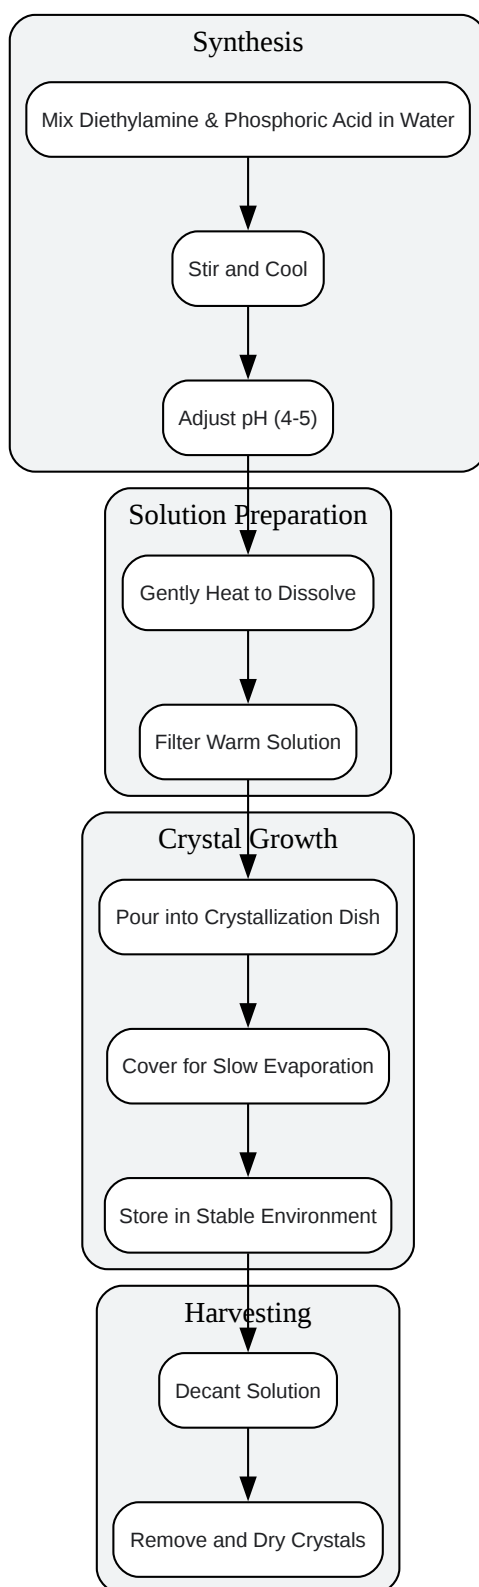 Synthesis
Mix Diethylamine & Phosphoric Acid in Water
Stir and Cool
Adjust pH (4-5)
Solution Preparation
Gently Heat to Dissolve
Filter Warm Solution
Crystal Growth
Pour into Crystallization Dish
Cover for Slow Evaporation
Store in Stable Environment
Harvesting
Decant Solution
Remove and Dry Crystals